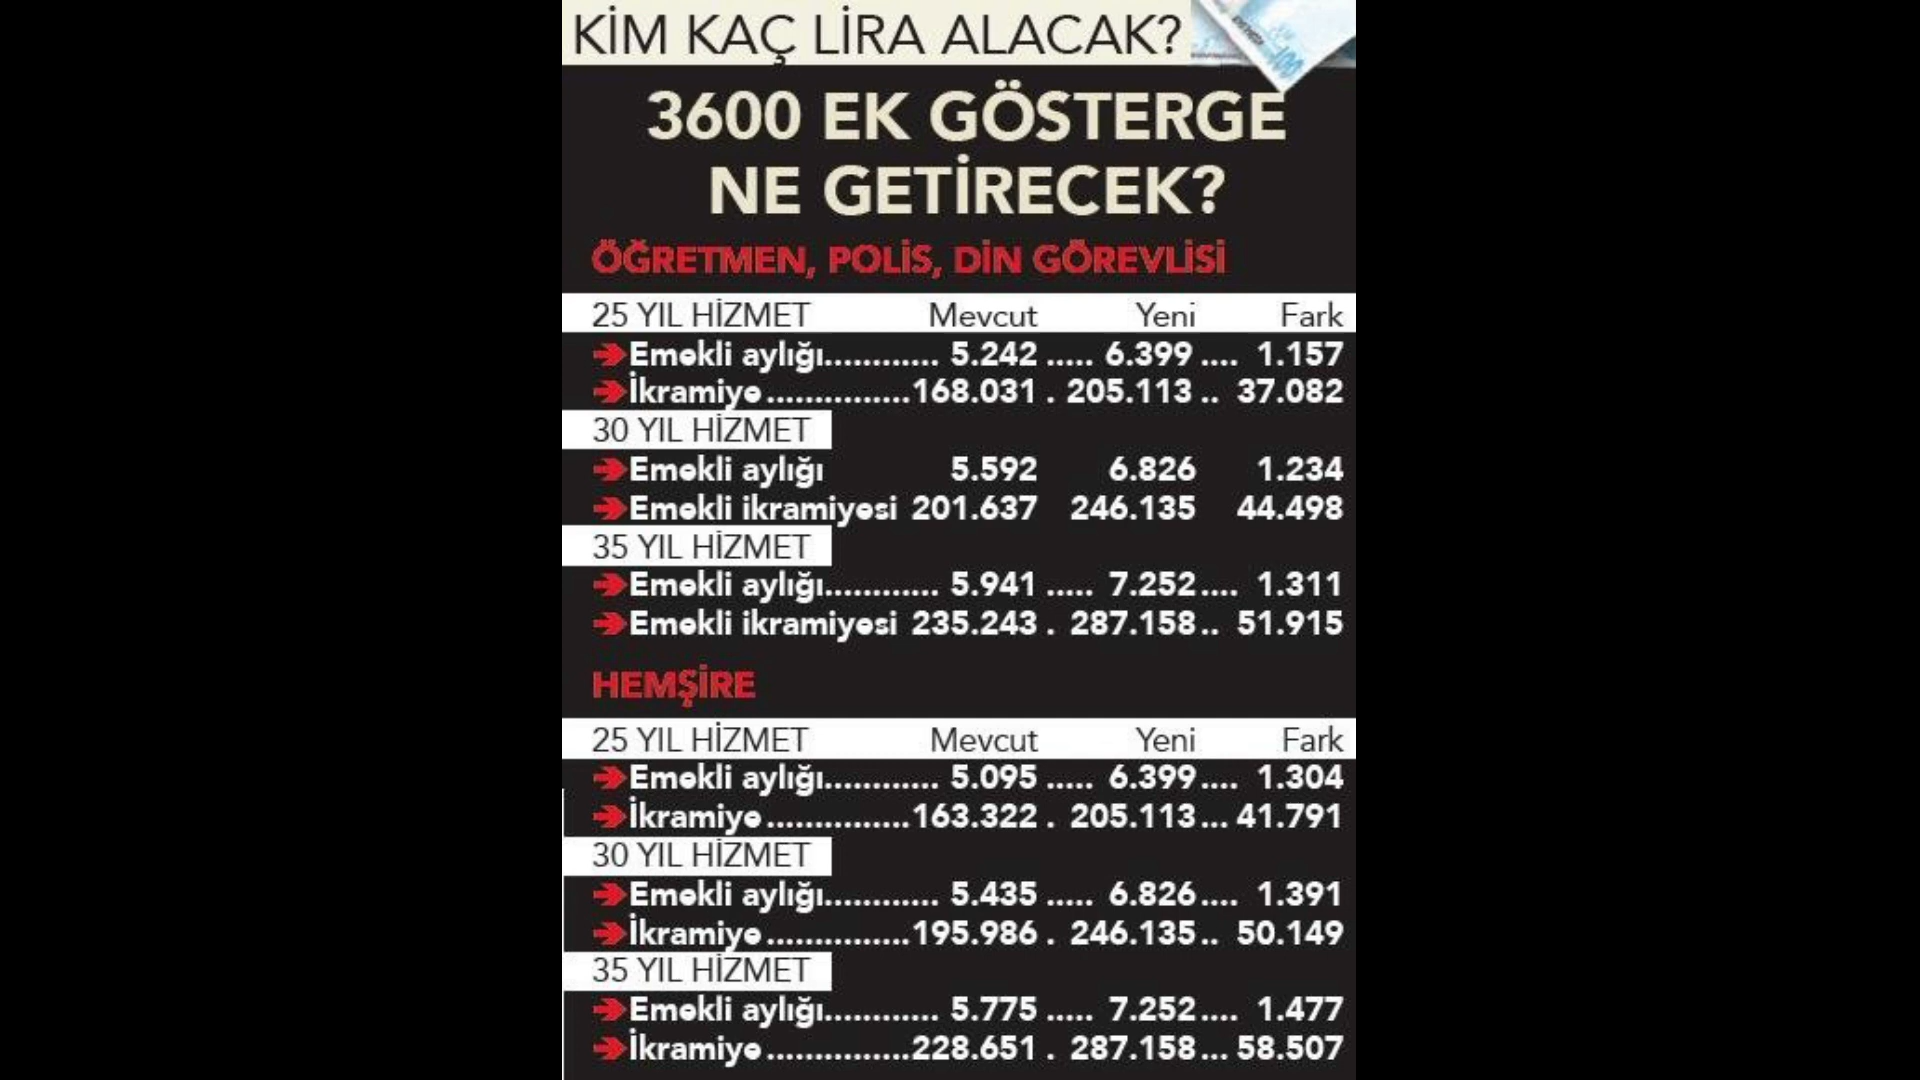 KİM KAÇ LİRA ALACAK?
3600 EK GÖSTERGE
NE GETİRECEK?
ÖĞRETMEN, POLİS, DİN GÖREVLİSİ
25 YIL HİZMET Mevcut Yeni Fark
Emekli aylığı............ 5.242 ..... 6.399 .... 1.157
İkramiye...............168.031 . 205.113 .. 37.082
30 YIL HİZMET
Emekli aylığı 5.592 6.826 1.234
Emekli ikramiyesi 201.637 246.135 44.498
35 YIL HİZMET
Emekli aylığı............ 5.941 ..... 7.252.... 1.311
Emekli ikramiyesi 235.243 . 287.158.. 51.915
HEMŞİRE
25 YIL HİZMET Mevcut Yeni Fark
Emekli aylığı............ 5.095 ..... 6.399.... 1.304
İkramiye...............163.322 . 205.113... 41.791
30 YIL HİZMET
Emekli aylığı............ 5.435 ..... 6.826.... 1.391
İkramiye...............195.986 . 246.135.. 50.149
35 YIL HİZMET
Emekli aylığı............ 5.775 ..... 7.252.... 1.477
İkramiye...............228.651 . 287.158... 58.507